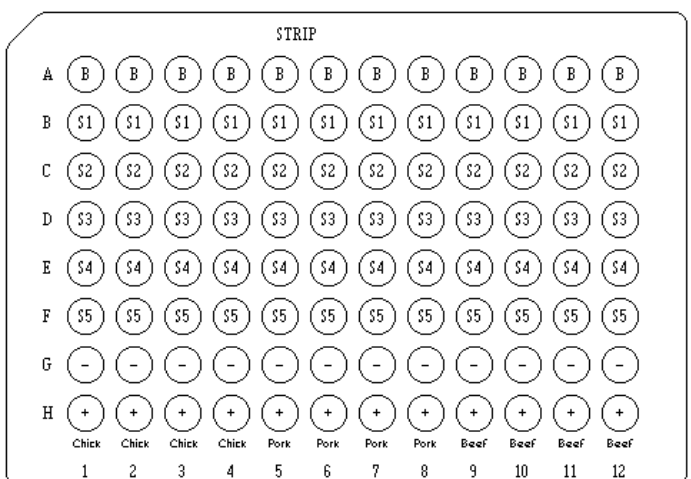 STRIP
A B B B B B B B B B B B B
B S1 S1 S1 S1 S1 S1 S1 S1 S1 S1 S1 S1
C S2 S2 S2 S2 S2 S2 S2 S2 S2 S2 S2 S2
D S3 S3 S3 S3 S3 S3 S3 S3 S3 S3 S3 S3
E S4 S4 S4 S4 S4 S4 S4 S4 S4 S4 S4 S4
F S5 S5 S5 S5 S5 S5 S5 S5 S5 S5 S5 S5
G - - - - - - - - - - - -
H + + + + + + + + + + + +
Chick Chick Chick Chick Pork Pork Pork Pork Beef Beef Beef Beef
1 2 3 4 5 6 7 8 9 10 11 12